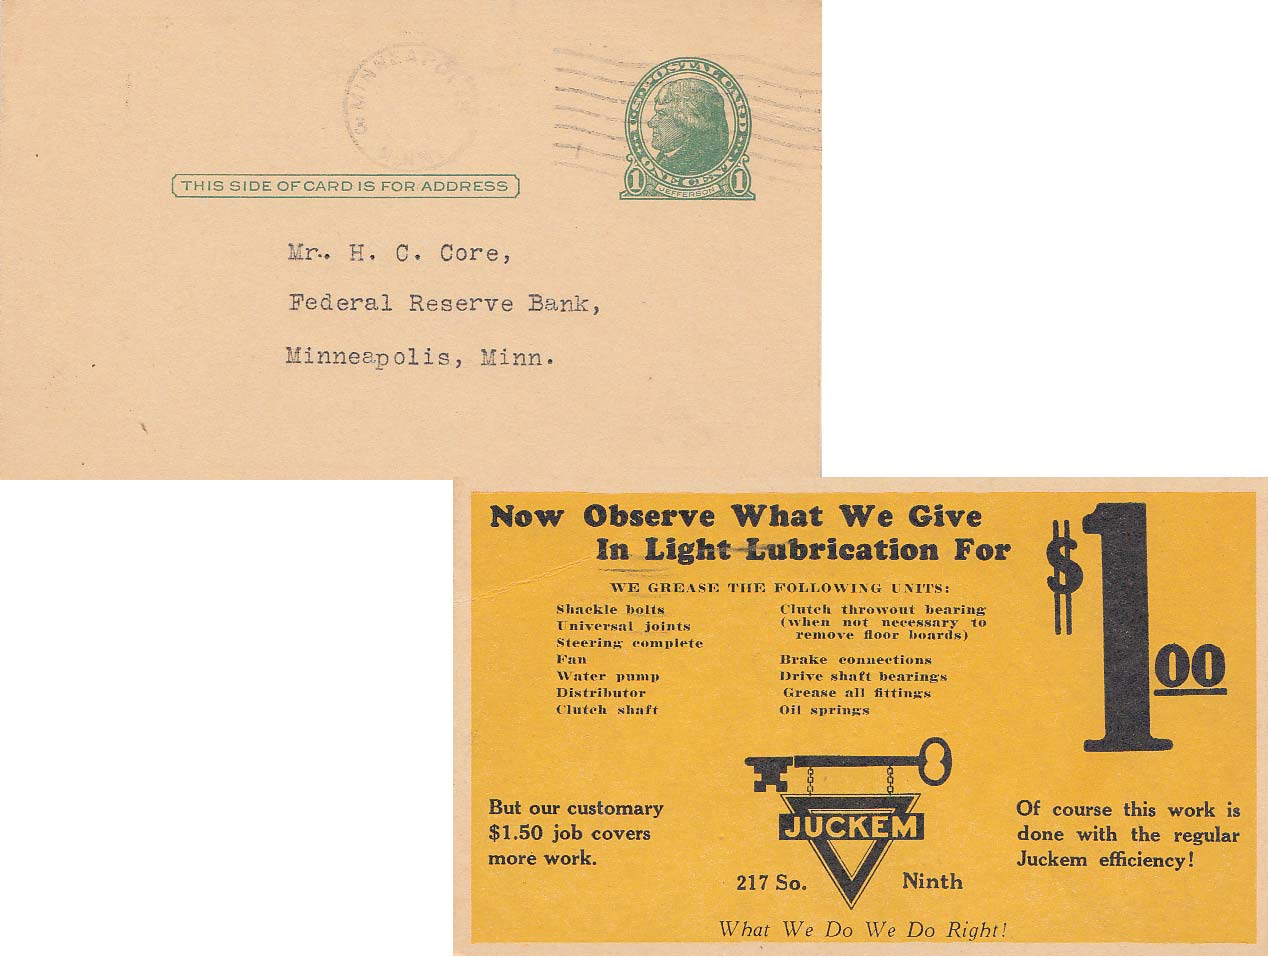 MINNEAPOLIS
U.S. POSTAL CARD
ONE CENT
1 JEFFERSON 1
THIS SIDE OF CARD IS FOR ADDRESS
Mr. H. C. Core,
Federal Reserve Bank,
Minneapolis, Minn.
Now Observe What We Give
In Light Lubrication For
$1 00
WE GREASE THE FOLLOWING UNITS:
Shackle bolts
Universal joints
Steering complete
Fan
Water pump
Distributor
Clutch shaft
Clutch throwout bearing
(when not necessary to
remove floor boards)
Brake connections
Drive shaft bearings
Grease all fittings
Oil springs
But our customary
$1.50 job covers
more work.
JUCKEM
217 So. Ninth
Of course this work is
done with the regular
Juckem efficiency!
What We Do We Do Right!